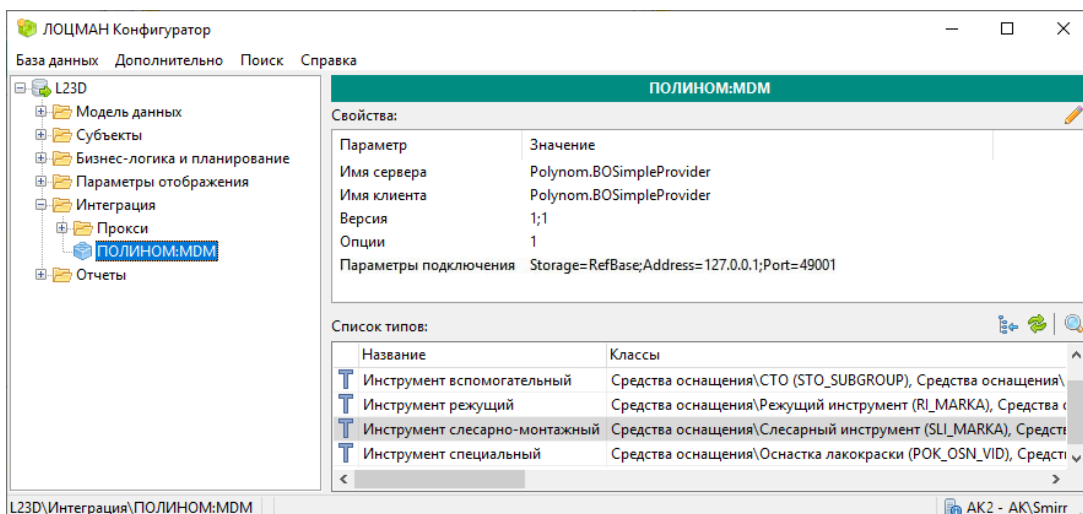 ЛОЦМАН Конфигуратор
База данных Дополнительно Поиск Справка
L23D
Модель данных
Субъекты
Бизнес-логика и планирование
Параметры отображения
Интеграция
Прокси
ПОЛИНОМ:MDM
Отчеты
ПОЛИНОМ:MDM
Свойства:
Параметр Значение
Имя сервера Polynom.BOSimpleProvider
Имя клиента Polynom.BOSimpleProvider
Версия 1;1
Опции 1
Параметры подключения Storage=RefBase;Address=127.0.0.1;Port=49001
Список типов:
Название Классы
Инструмент вспомогательный Средства оснащения\СТО (STO_SUBGROUP), Средства оснащения\
Инструмент режущий Средства оснащения\Режущий инструмент (RI_MARKA), Средства
Инструмент слесарно-монтажный Средства оснащения\Слесарный инструмент (SLI_MARKA),
Инструмент специальный Средства оснащения\Оснастка лакокраски (POK_OSN_VID),
L23D\Интеграция\ПОЛИНОМ:MDM AK2 - AK\Smirr